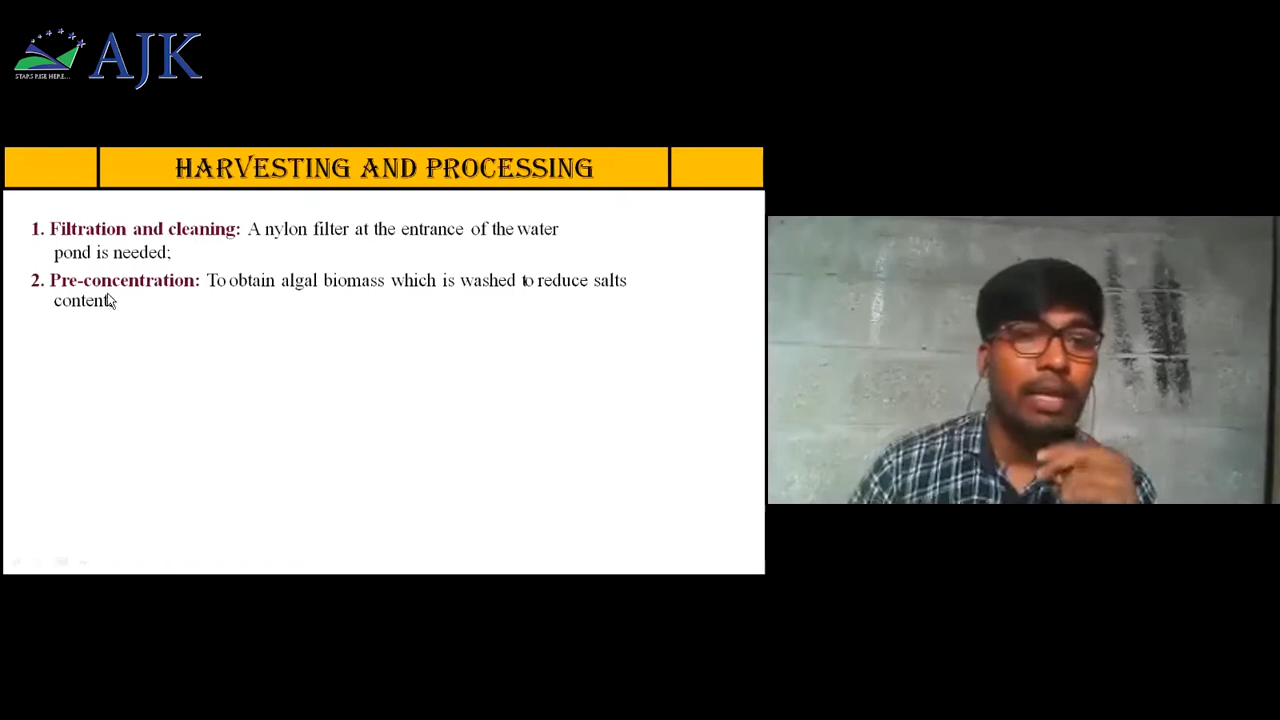 AJK
STARS RISE HERE...
HARVESTING AND PROCESSING
1. Filtration and cleaning: A nylon filter at the entrance of the water
pond is needed;
2. Pre-concentration: To obtain algal biomass which is washed to reduce salts
content;